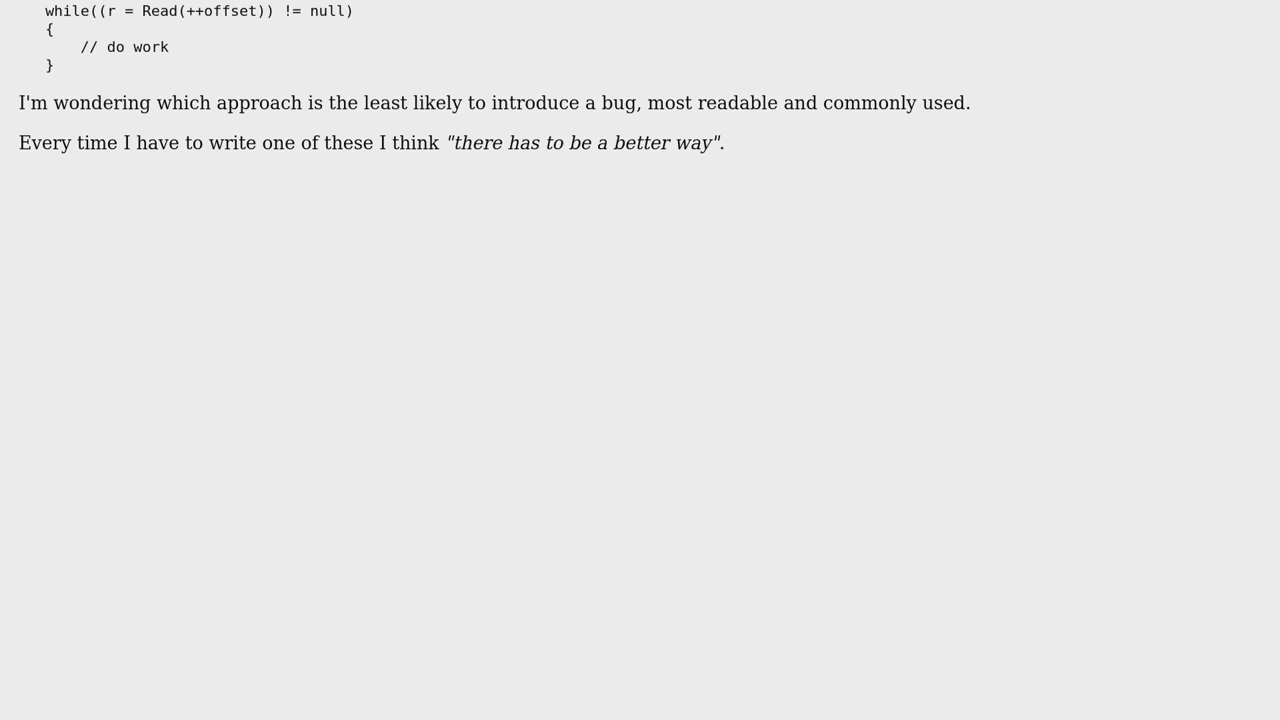 while((r = Read(++offset)) != null)
{
    // do work
}
I'm wondering which approach is the least likely to introduce a bug, most readable and commonly used.
Every time I have to write one of these I think "there has to be a better way".